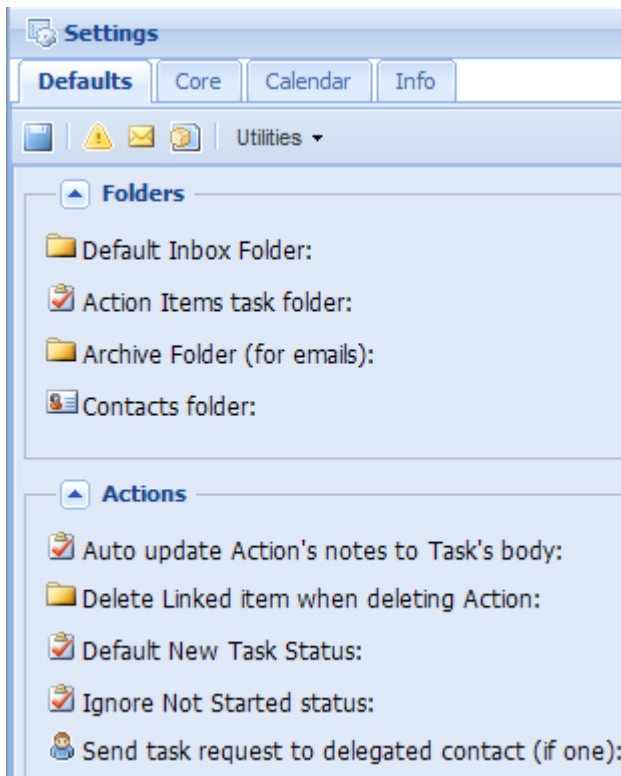 Settings
Defaults Core Calendar Info
Utilities
Folders
Default Inbox Folder:
Action Items task folder:
Archive Folder (for emails):
Contacts folder:
Actions
Auto update Action's notes to Task's body:
Delete Linked item when deleting Action:
Default New Task Status:
Ignore Not Started status:
Send task request to delegated contact (if one):